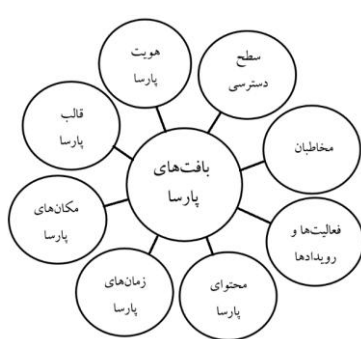 هویت
پارسا
سطح
دسترسی
قالب
پارسا
مخاطبان
بافت‌های
پارسا
مکان‌های
پارسا
فعالیت‌ها و
رویدادها
زمان‌های
پارسا
محتوای
پارسا